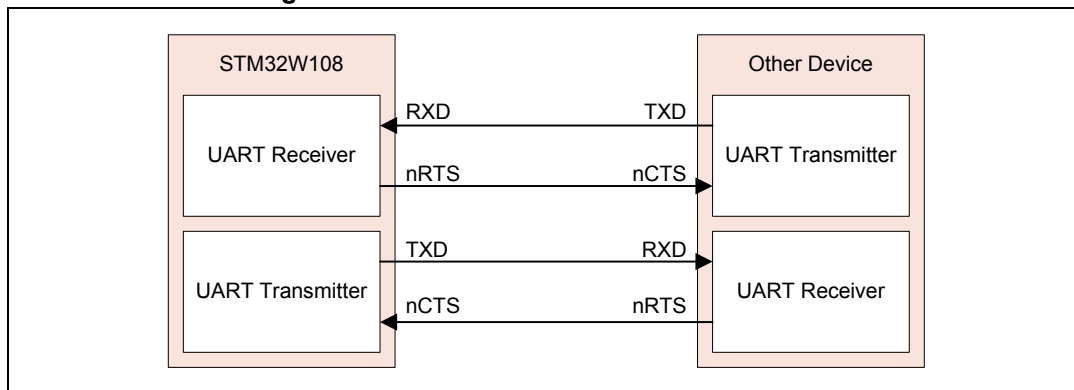 STM32W108
Other Device
RXD TXD
UART Receiver
UART Transmitter
nRTS nCTS
TXD RXD
UART Transmitter
UART Receiver
nCTS nRTS